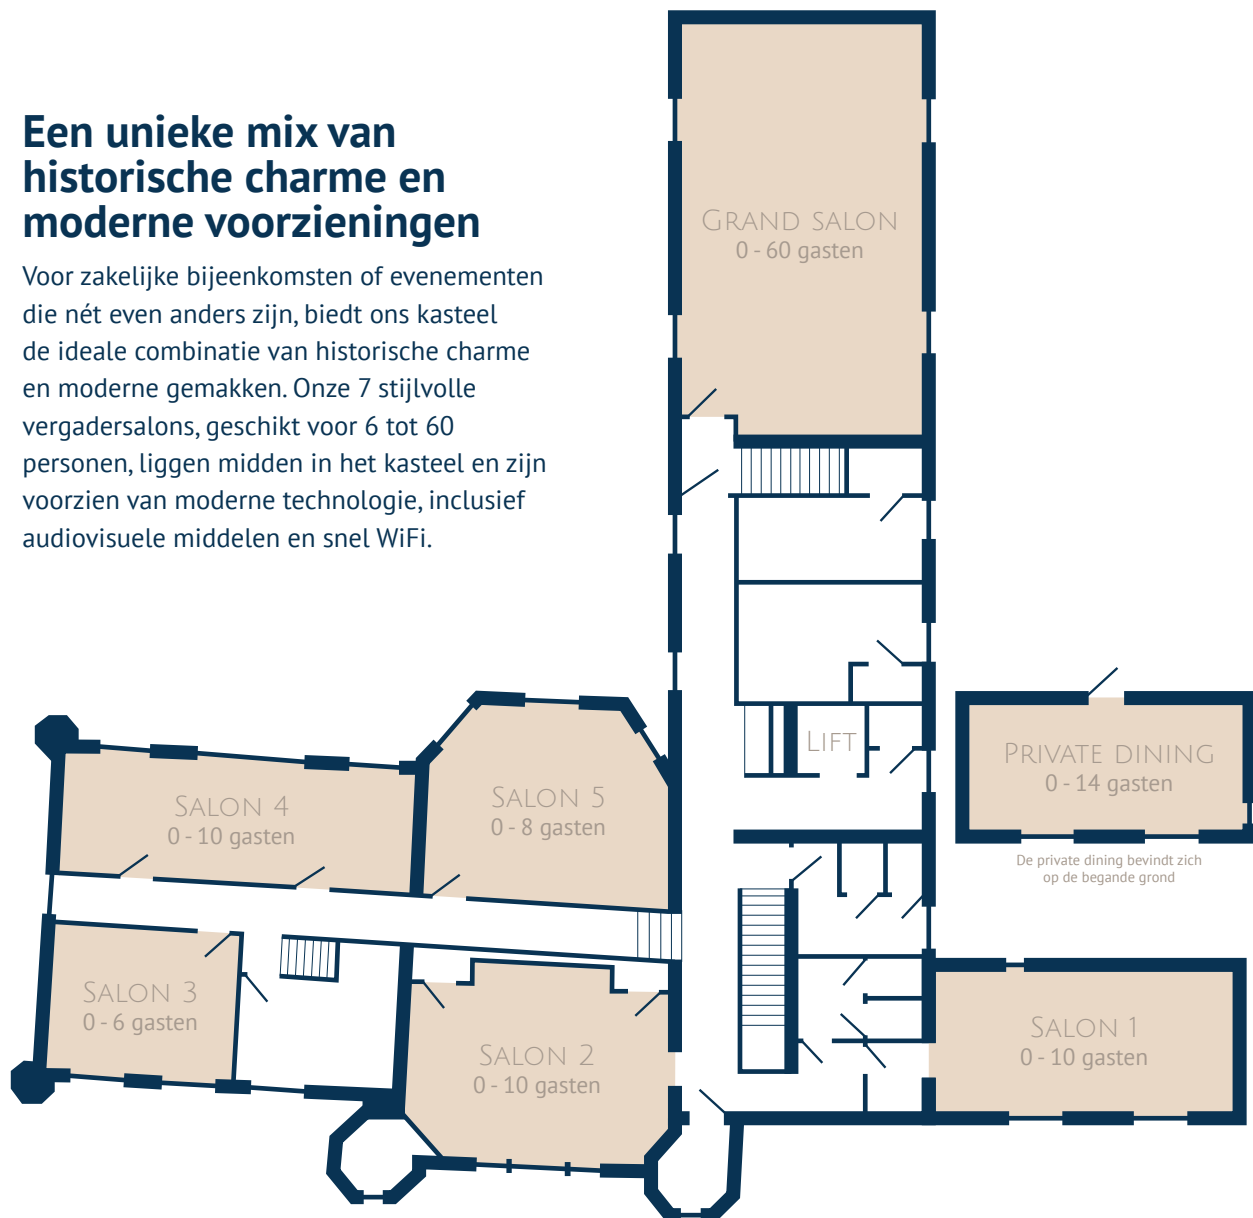 Een unieke mix van
historische charme en
moderne voorzieningen
Voor zakelijke bijeenkomsten of evenementen
die nét even anders zijn, biedt ons kasteel
de ideale combinatie van historische charme
en moderne gemakken. Onze 7 stijlvolle
vergadersalons, geschikt voor 6 tot 60
personen, liggen midden in het kasteel en zijn
voorzien van moderne technologie, inclusief
audiovisuele middelen en snel WiFi.
Grand salon
0 - 60 gasten
Lift
Private dining
0 - 14 gasten
De private dining bevindt zich
op de begande grond
Salon 4
0 - 10 gasten
Salon 5
0 - 8 gasten
Salon 3
0 - 6 gasten
Salon 2
0 - 10 gasten
Salon 1
0 - 10 gasten